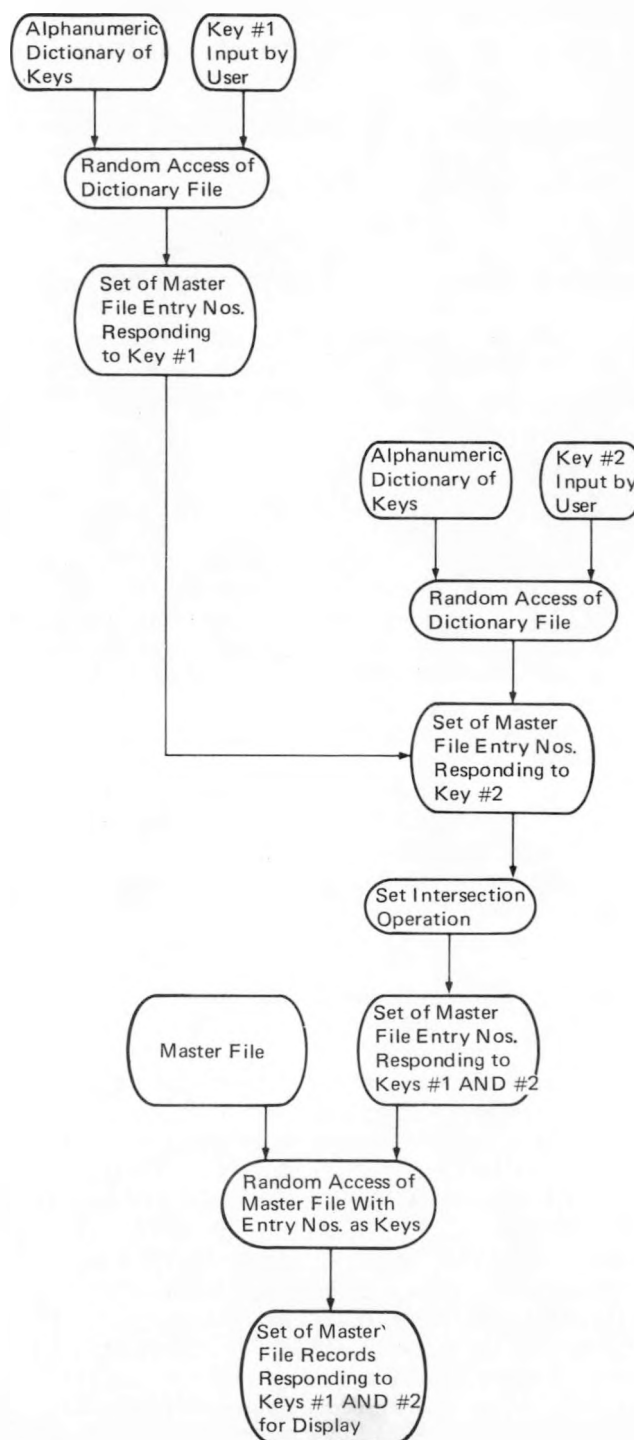 Alphanumeric
Dictionary of
Keys
Key #1
Input by
User
Random Access of
Dictionary File
Set of Master
File Entry Nos.
Responding
to Key #1
Alphanumeric
Dictionary of
Keys
Key #2
Input by
User
Random Access of
Dictionary File
Set of Master
File Entry Nos.
Responding to
Key #2
Set Intersection
Operation
Master File
Set of Master
File Entry Nos.
Responding to
Keys #1 AND #2
Random Access of
Master File With
Entry Nos. as Keys
Set of Master
File Records
Responding to
Keys #1 AND #2
for Display